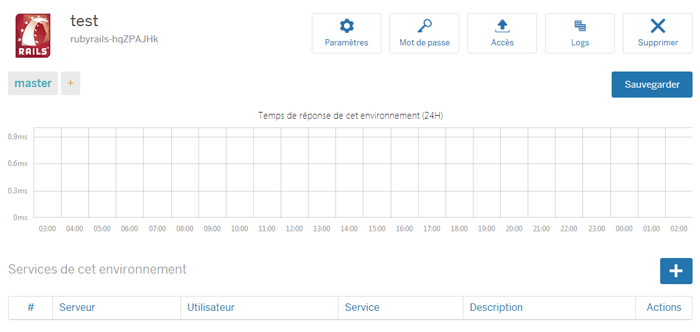 RAILS
test
rubyrails-hqZPAJHk
Paramètres Mot de passe Accès Logs Supprimer
master +
Sauvegarder
Temps de réponse de cet environnement (24H)
0.9ms
0.6ms
0.3ms
0ms
03:00 04:00 05:00 06:00 07:00 08:00 09:00 10:00 11:00 12:00 13:00 14:00 15:00 16:00 17:00 18:00 19:00 20:00 21:00 22:00 23:00 00:00 01:00 02:00
Services de cet environnement
# Serveur Utilisateur Service Description Actions